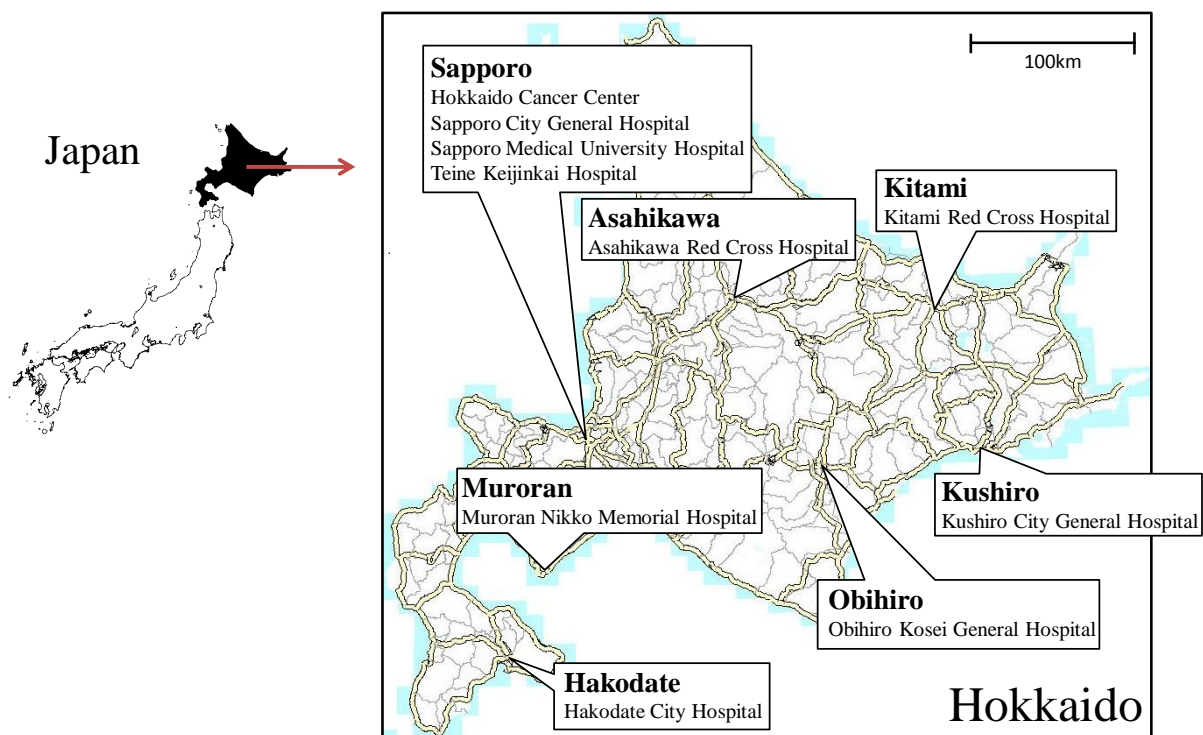 Japan
100km
Sapporo
Hokkaido Cancer Center
Sapporo City General Hospital
Sapporo Medical University Hospital
Teine Keijinkai Hospital
Asahikawa
Asahikawa Red Cross Hospital
Kitami
Kitami Red Cross Hospital
Muroran
Muroran Nikko Memorial Hospital
Kushiro
Kushiro City General Hospital
Obihiro
Obihiro Kosei General Hospital
Hakodate
Hakodate City Hospital
Hokkaido